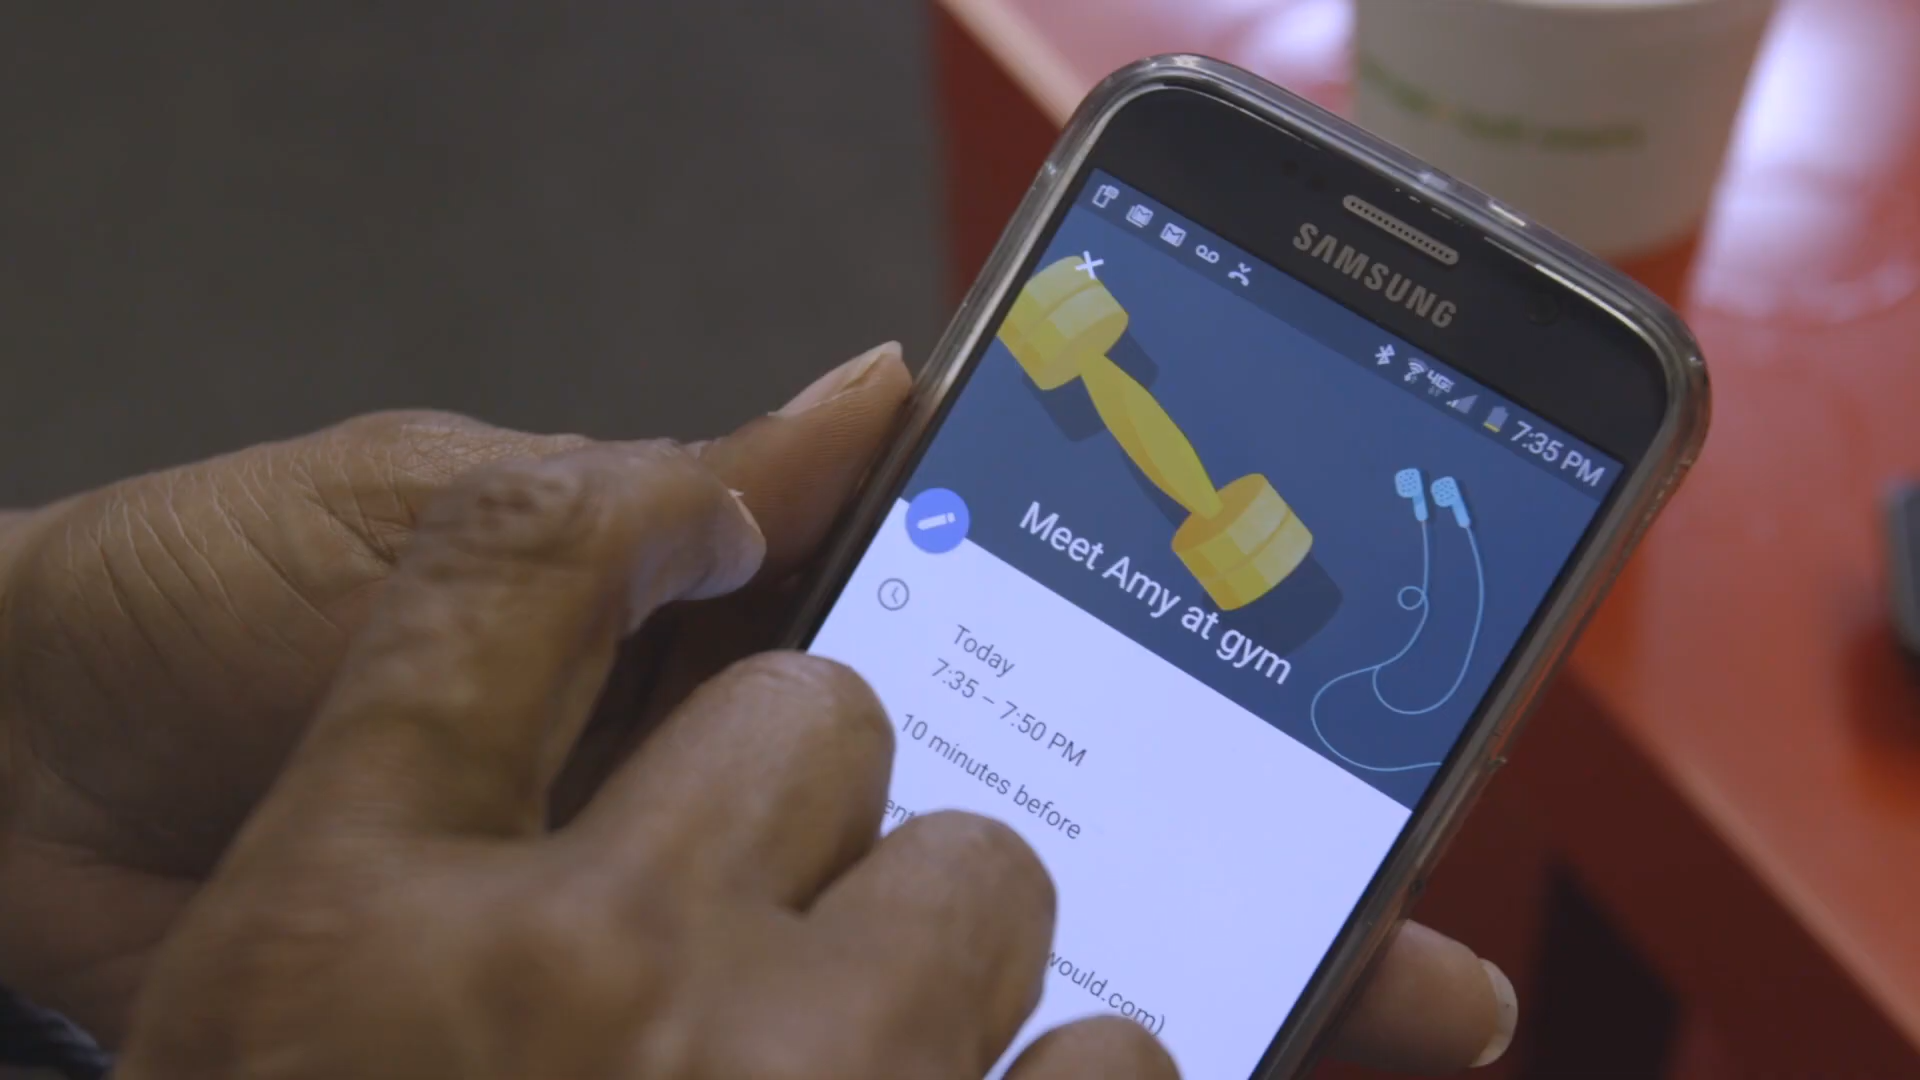 SAMSUNG
4G
7:35 PM
Meet Amy at gym
Today
7:35 – 7:50 PM
10 minutes before
would.com)